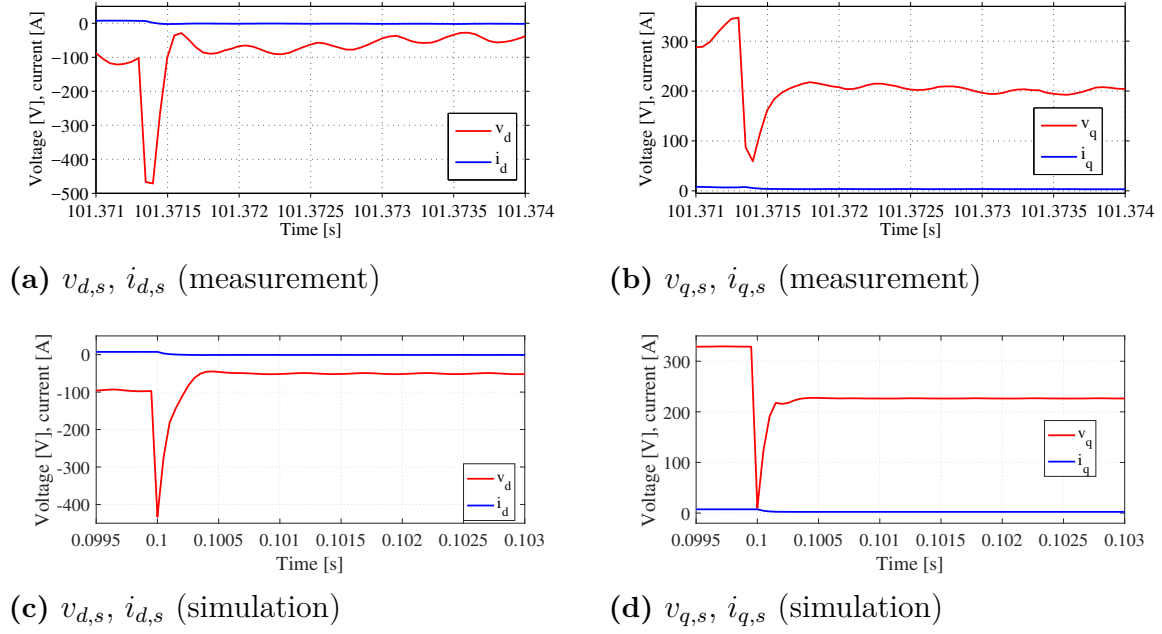 Voltage [V], current [A]
0
−100
−200
−300
−400
−500
v_d
i_d
101.371 101.3715 101.372 101.3725 101.373 101.3735 101.374
Time [s]
(a) v_{d,s}, i_{d,s} (measurement)
Voltage [V], current [A]
300
200
100
0
v_q
i_q
101.371 101.3715 101.372 101.3725 101.373 101.3735 101.374
Time [s]
(b) v_{q,s}, i_{q,s} (measurement)
Voltage [V], current [A]
0
-100
-200
-300
-400
v_d
i_d
0.0995 0.1 0.1005 0.101 0.1015 0.102 0.1025 0.103
Time [s]
(c) v_{d,s}, i_{d,s} (simulation)
Voltage [V], current [A]
300
200
100
0
v_q
i_q
0.0995 0.1 0.1005 0.101 0.1015 0.102 0.1025 0.103
Time [s]
(d) v_{q,s}, i_{q,s} (simulation)